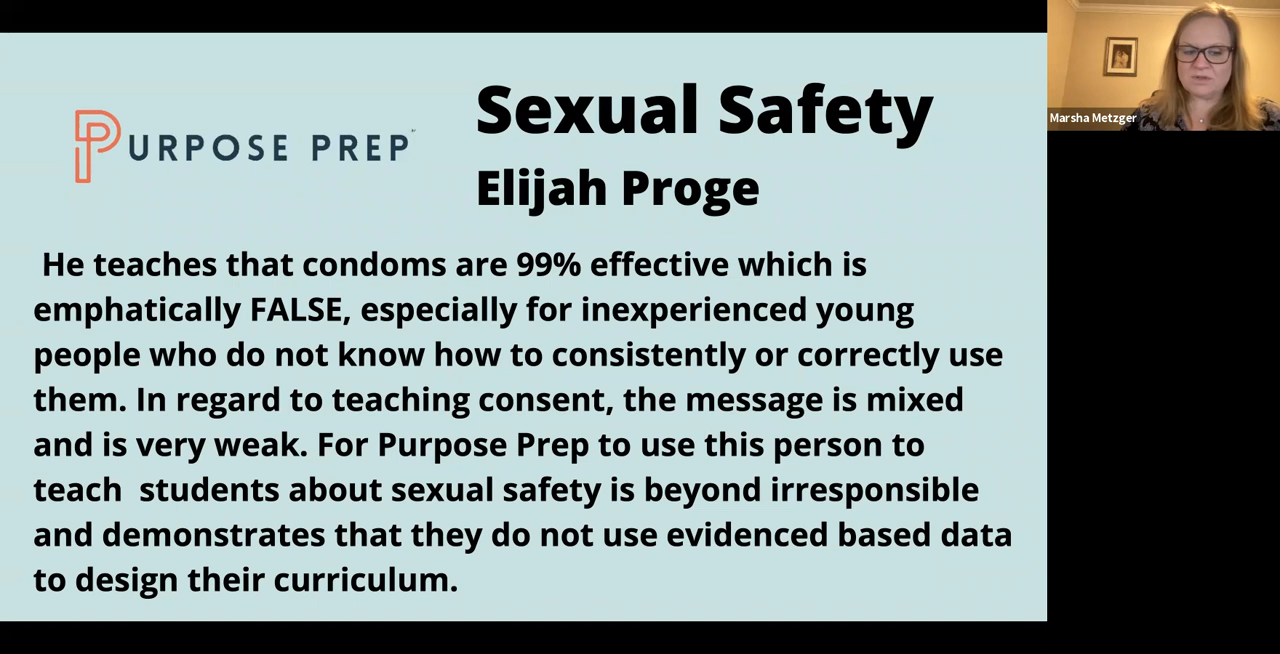 Sexual Safety
PURPOSE PREP
Elijah Proge
He teaches that condoms are 99% effective which is
emphatically FALSE, especially for inexperienced young
people who do not know how to consistently or correctly use
them. In regard to teaching consent, the message is mixed
and is very weak. For Purpose Prep to use this person to
teach  students about sexual safety is beyond irresponsible
and demonstrates that they do not use evidenced based data
to design their curriculum.
Marsha Metzger